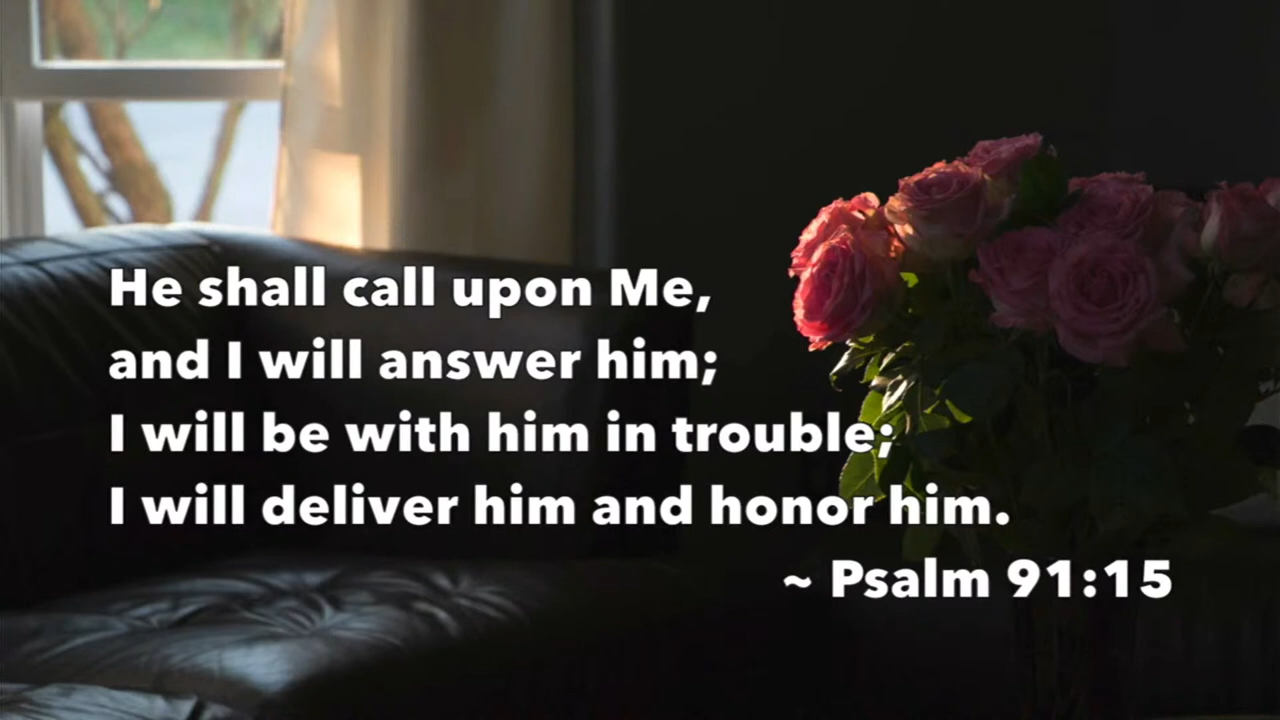 He shall call upon Me,
and I will answer him;
I will be with him in trouble;
I will deliver him and honor him.
~ Psalm 91:15